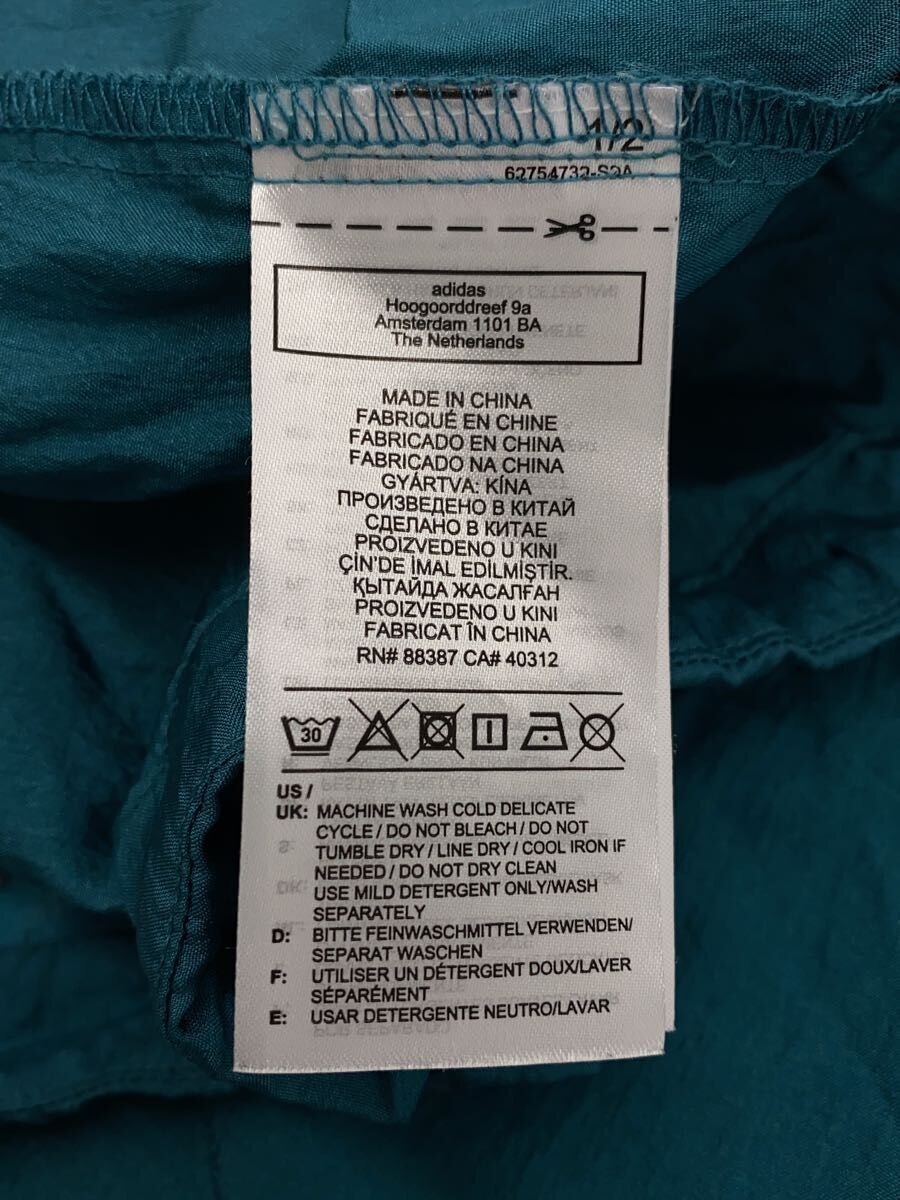 1/2
62754732-S2A
adidas
Hoogoorddreef 9a
Amsterdam 1101 BA
The Netherlands
MADE IN CHINA
FABRIQUÉ EN CHINE
FABRICADO EN CHINA
FABRICADO NA CHINA
GYÁRTVA: KÍNA
ПРОИЗВЕДЕНО В КИТАЙ
СДЕЛАНО В КИТАЕ
PROIZVEDENO U KINI
ÇİN'DE İMAL EDİLMİŞTİR.
ҚЫТАЙДА ЖАСАЛҒАН
PROIZVEDENO U KINI
FABRICAT ÎN CHINA
RN# 88387 CA# 40312
30
US /
UK: MACHINE WASH COLD DELICATE
CYCLE / DO NOT BLEACH / DO NOT
TUMBLE DRY / LINE DRY / COOL IRON IF
NEEDED / DO NOT DRY CLEAN
USE MILD DETERGENT ONLY/WASH
SEPARATELY
D: BITTE FEINWASCHMITTEL VERWENDEN/
SEPARAT WASCHEN
F: UTILISER UN DÉTERGENT DOUX/LAVER
SÉPARÉMENT
E: USAR DETERGENTE NEUTRO/LAVAR